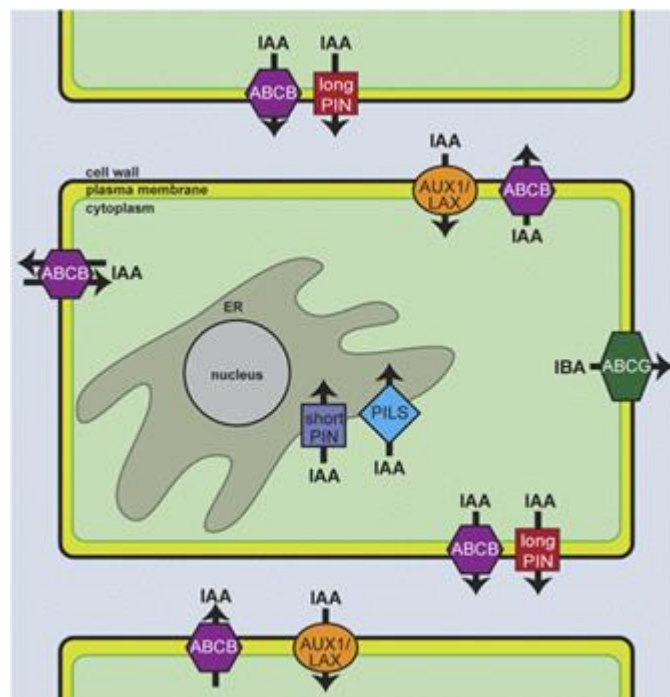 IAA IAA
ABCB long
PIN
cell wall
plasma membrane
cytoplasm
IAA
AUX1/
LAX
ABCB
IAA
ABCB IAA
ER
nucleus
IBA ABCG
short
PIN
PILS
IAA IAA
IAA IAA
ABCB long
PIN
IAA IAA
ABCB AUX1/
LAX